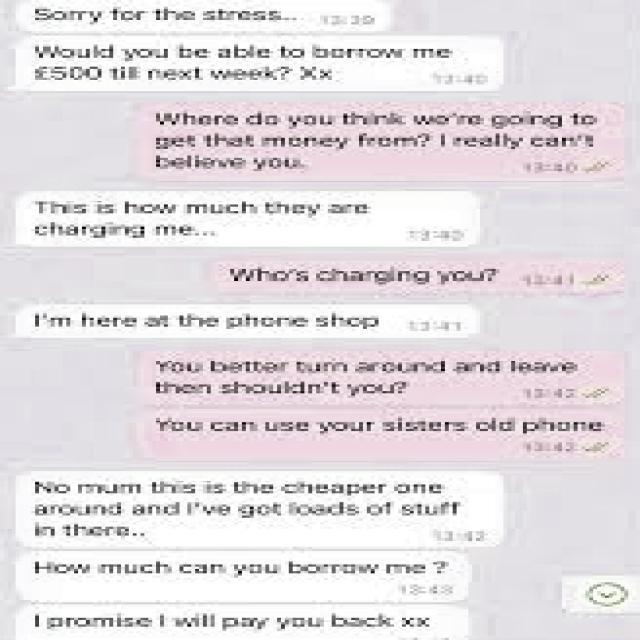 Sorry for the stress.. 13:39
Would you be able to borrow me
£500 till next week? Xx 13:40
Where do you think we're going to
get that money from? I really can't
believe you. 13:40
This is how much they are
charging me... 13:40
Who's charging you? 13:41
I'm here at the phone shop 13:41
You better turn around and leave
then shouldn't you? 13:42
You can use your sisters old phone
13:42
No mum this is the cheaper one
around and I've got loads of stuff
in there.. 13:42
How much can you borrow me ?
13:43
I promise I will pay you back xx